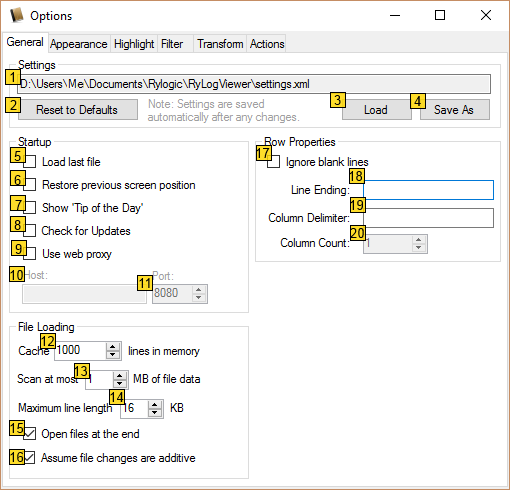 Options
General Appearance Highlight Filter Transform Actions
Settings
1 D:\Users\Me\Documents\Rylogic\RyLogViewer\settings.xml
2 Reset to Defaults
Note: Settings are saved
automatically after any changes.
3 Load
4 Save As
Startup
5 Load last file
6 Restore previous screen position
7 Show 'Tip of the Day'
8 Check for Updates
9 Use web proxy
10 Host:
11 Port:
8080
Row Properties
17 Ignore blank lines
18
Line Ending:
19
Column Delimiter:
20
Column Count: 1
File Loading
12
Cache 1000 lines in memory
13
Scan at most 1 MB of file data
14
Maximum line length 16 KB
15 Open files at the end
16 Assume file changes are additive